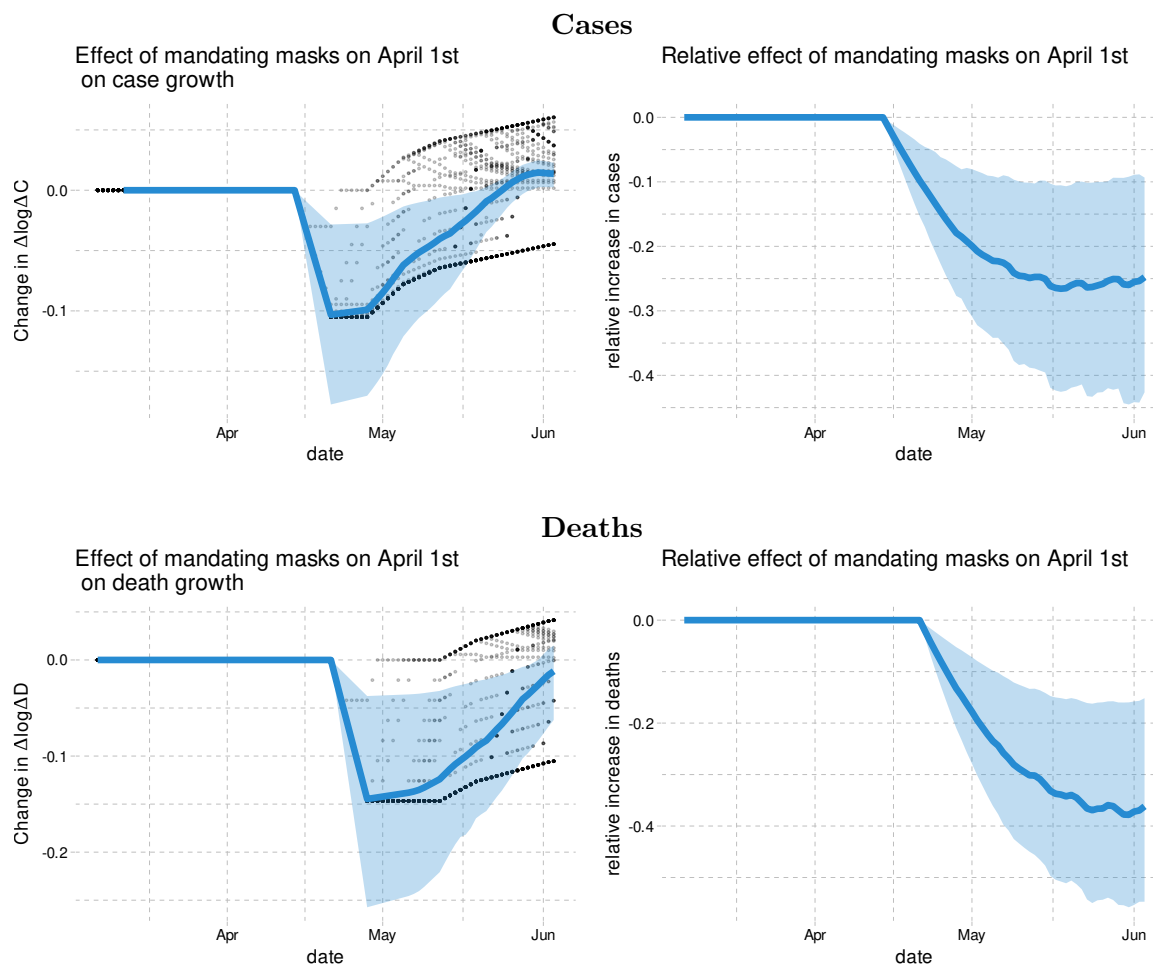 Cases
Effect of mandating masks on April 1st
on case growth
Relative effect of mandating masks on April 1st
Change in ΔlogΔC
0.0
-0.1
Apr
May
Jun
date
relative increase in cases
0.0
-0.1
-0.2
-0.3
-0.4
Apr
May
Jun
date
Deaths
Effect of mandating masks on April 1st
on death growth
Relative effect of mandating masks on April 1st
Change in ΔlogΔD
0.0
-0.1
-0.2
Apr
May
Jun
date
relative increase in deaths
0.0
-0.2
-0.4
Apr
May
Jun
date